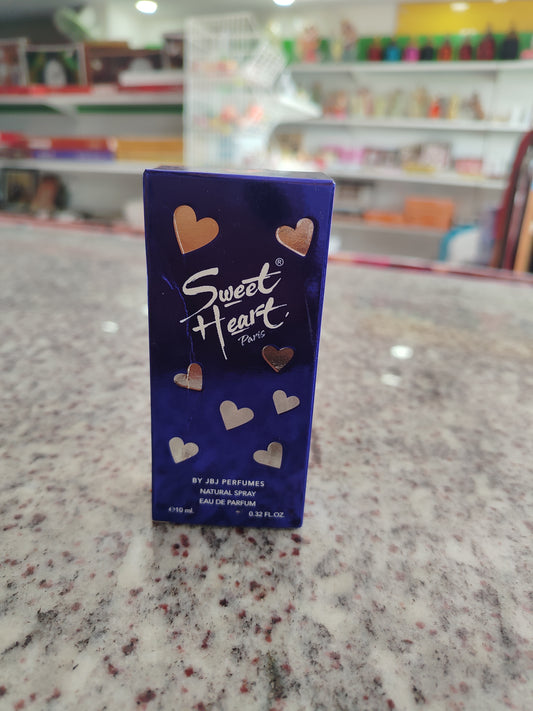 Sweet ®
Heart
Paris
BY JBJ PERFUMES
NATURAL SPRAY
EAU DE PARFUM
℮10 ml. 0.32 FL.OZ.